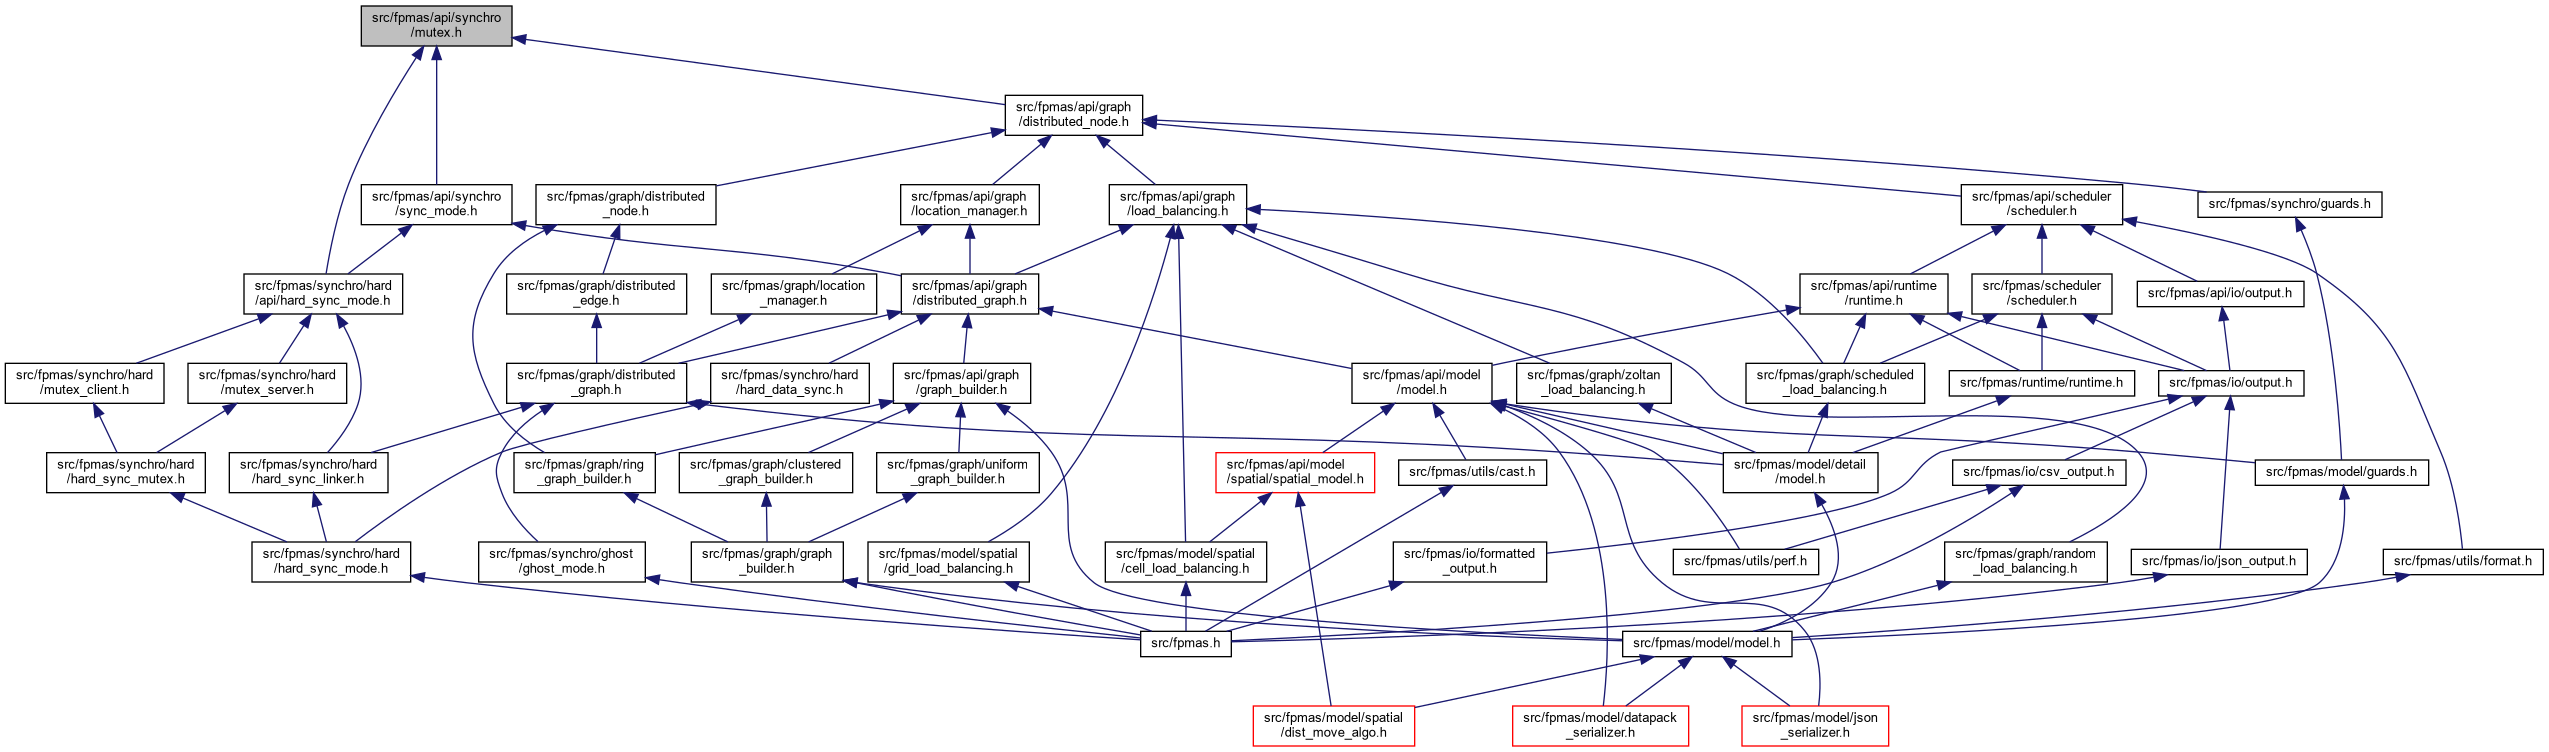 src/fpmas/api/synchro
/mutex.h
src/fpmas/api/graph
/distributed_node.h
src/fpmas/api/synchro
/sync_mode.h
src/fpmas/graph/distributed
_node.h
src/fpmas/api/graph
/location_manager.h
src/fpmas/api/graph
/load_balancing.h
src/fpmas/api/scheduler
/scheduler.h
src/fpmas/synchro/guards.h
src/fpmas/synchro/hard
/api/hard_sync_mode.h
src/fpmas/graph/distributed
_edge.h
src/fpmas/graph/location
_manager.h
src/fpmas/api/graph
/distributed_graph.h
src/fpmas/api/runtime
/runtime.h
src/fpmas/scheduler
/scheduler.h
src/fpmas/api/io/output.h
src/fpmas/synchro/hard
/mutex_client.h
src/fpmas/synchro/hard
/mutex_server.h
src/fpmas/graph/distributed
_graph.h
src/fpmas/synchro/hard
/hard_data_sync.h
src/fpmas/api/graph
/graph_builder.h
src/fpmas/api/model
/model.h
src/fpmas/graph/zoltan
_load_balancing.h
src/fpmas/graph/scheduled
_load_balancing.h
src/fpmas/runtime/runtime.h
src/fpmas/io/output.h
src/fpmas/synchro/hard
/hard_sync_mutex.h
src/fpmas/synchro/hard
/hard_sync_linker.h
src/fpmas/graph/ring
_graph_builder.h
src/fpmas/graph/clustered
_graph_builder.h
src/fpmas/graph/uniform
_graph_builder.h
src/fpmas/api/model
/spatial/spatial_model.h
src/fpmas/utils/cast.h
src/fpmas/model/detail
/model.h
src/fpmas/io/csv_output.h
src/fpmas/model/guards.h
src/fpmas/synchro/hard
/hard_sync_mode.h
src/fpmas/synchro/ghost
/ghost_mode.h
src/fpmas/graph/graph
_builder.h
src/fpmas/model/spatial
/grid_load_balancing.h
src/fpmas/model/spatial
/cell_load_balancing.h
src/fpmas/io/formatted
_output.h
src/fpmas/utils/perf.h
src/fpmas/graph/random
_load_balancing.h
src/fpmas/io/json_output.h
src/fpmas/utils/format.h
src/fpmas.h
src/fpmas/model/model.h
src/fpmas/model/spatial
/dist_move_algo.h
src/fpmas/model/datapack
_serializer.h
src/fpmas/model/json
_serializer.h